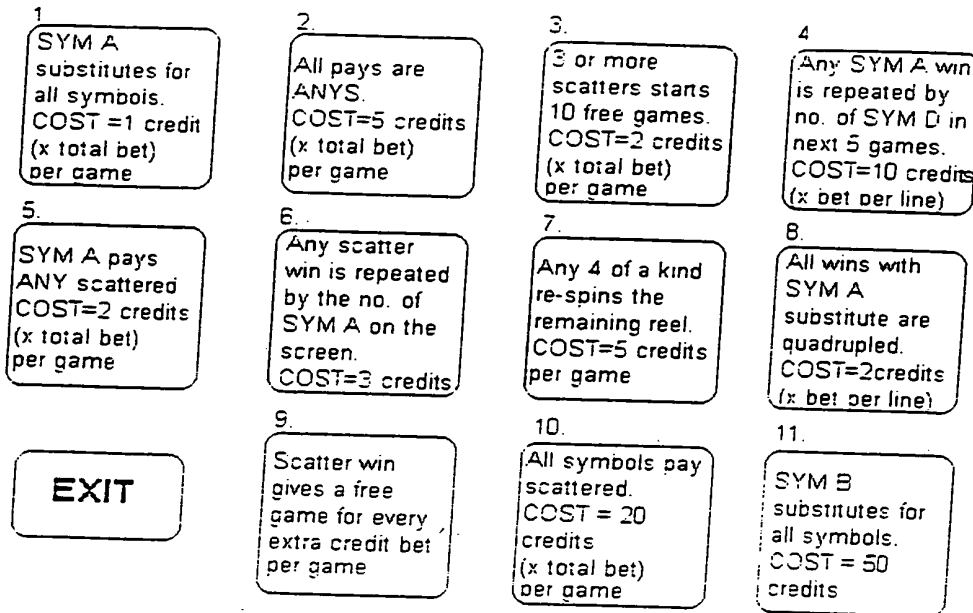 1.
SYM A
substitutes for
all symbols.
COST =1 credit
(x total bet)
per game
2.
All pays are
ANYS.
COST=5 credits
(x total bet)
per game
3.
3 or more
scatters starts
10 free games.
COST=2 credits
(x total bet)
per game
4
Any SYM A win
is repeated by
no. of SYM D in
next 5 games.
COST=10 credits
(x bet per line)
5.
SYM A pays
ANY scattered
COST=2 credits
(x total bet)
per game
6.
Any scatter
win is repeated
by the no. of
SYM A on the
screen.
COST=3 credits
7.
Any 4 of a kind
re-spins the
remaining reel.
COST=5 credits
per game
8.
All wins with
SYM A
substitute are
quadrupled.
COST=2credits
(x bet per line)
EXIT
9.
Scatter win
gives a free
game for every
extra credit bet
per game
10.
All symbols pay
scattered.
COST = 20
credits
(x total bet)
per game
11.
SYM B
substitutes for
all symbols.
COST = 50
credits